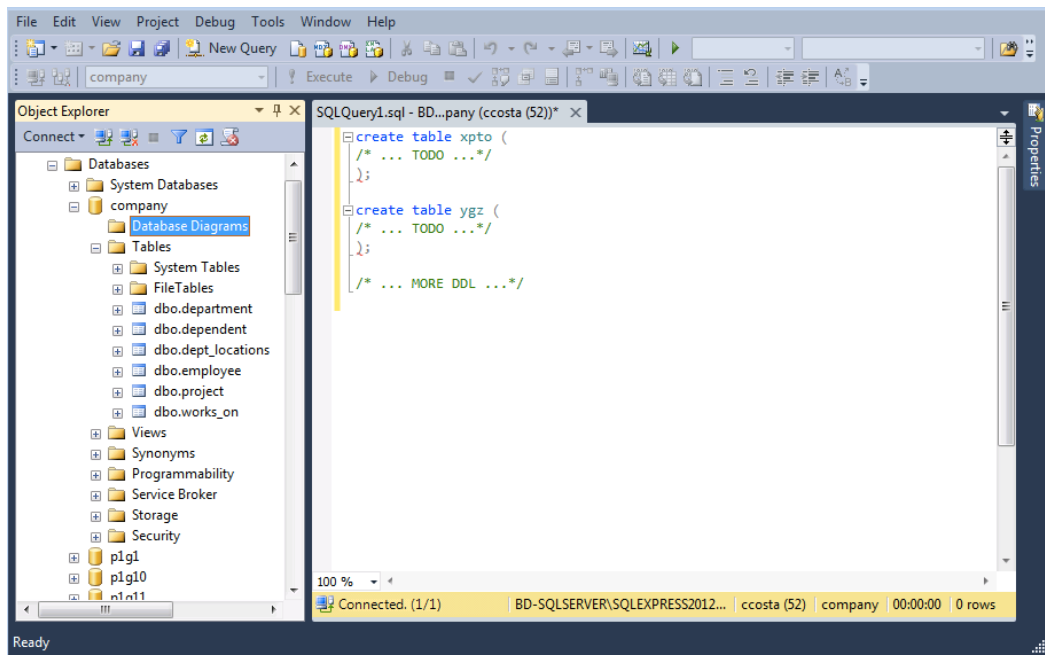 File Edit View Project Debug Tools Window Help
New Query
company
Execute Debug
Object Explorer
Connect
Databases
System Databases
company
Database Diagrams
Tables
System Tables
FileTables
dbo.department
dbo.dependent
dbo.dept_locations
dbo.employee
dbo.project
dbo.works_on
Views
Synonyms
Programmability
Service Broker
Storage
Security
p1g1
p1g10
p1g11
SQLQuery1.sql - BD...pany (ccosta (52))*
create table xpto (
/* ... TODO ...*/
);
create table ygz (
/* ... TODO ...*/
);
/* ... MORE DDL ...*/
100 %
Connected. (1/1) BD-SQLSERVER\SQLEXPRESS2012... ccosta (52) company 00:00:00 0 rows
Properties
Ready